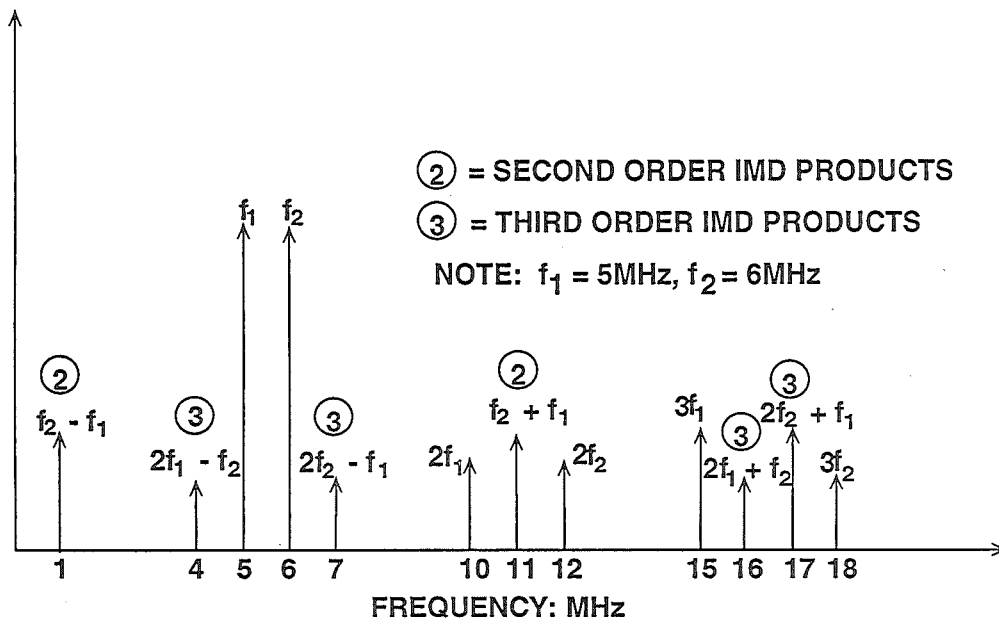 ② = SECOND ORDER IMD PRODUCTS
③ = THIRD ORDER IMD PRODUCTS
NOTE: f₁ = 5MHz, f₂ = 6MHz
f₁
f₂
②
f₂ - f₁
③
2f₁ - f₂
③
2f₂ - f₁
2f₁
②
f₂ + f₁
2f₂
3f₁
③
2f₁ + f₂
③
2f₂ + f₁
3f₂
1 4 5 6 7 10 11 12 15 16 17 18
FREQUENCY: MHz